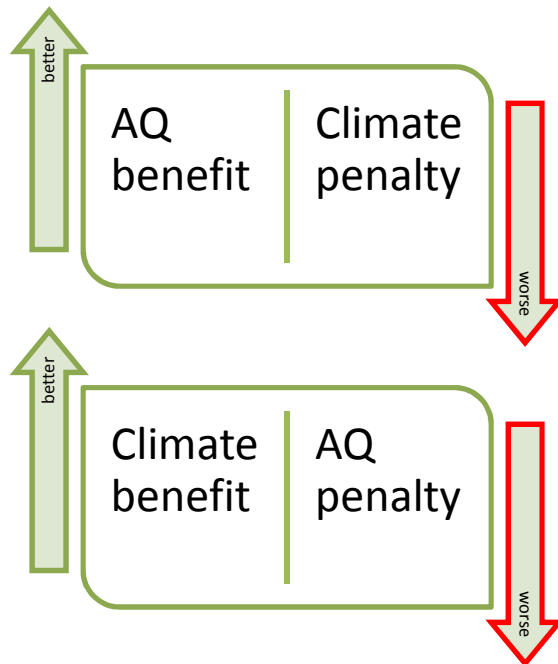 better
AQ
benefit
Climate
penalty
worse
better
Climate
benefit
AQ
penalty
worse